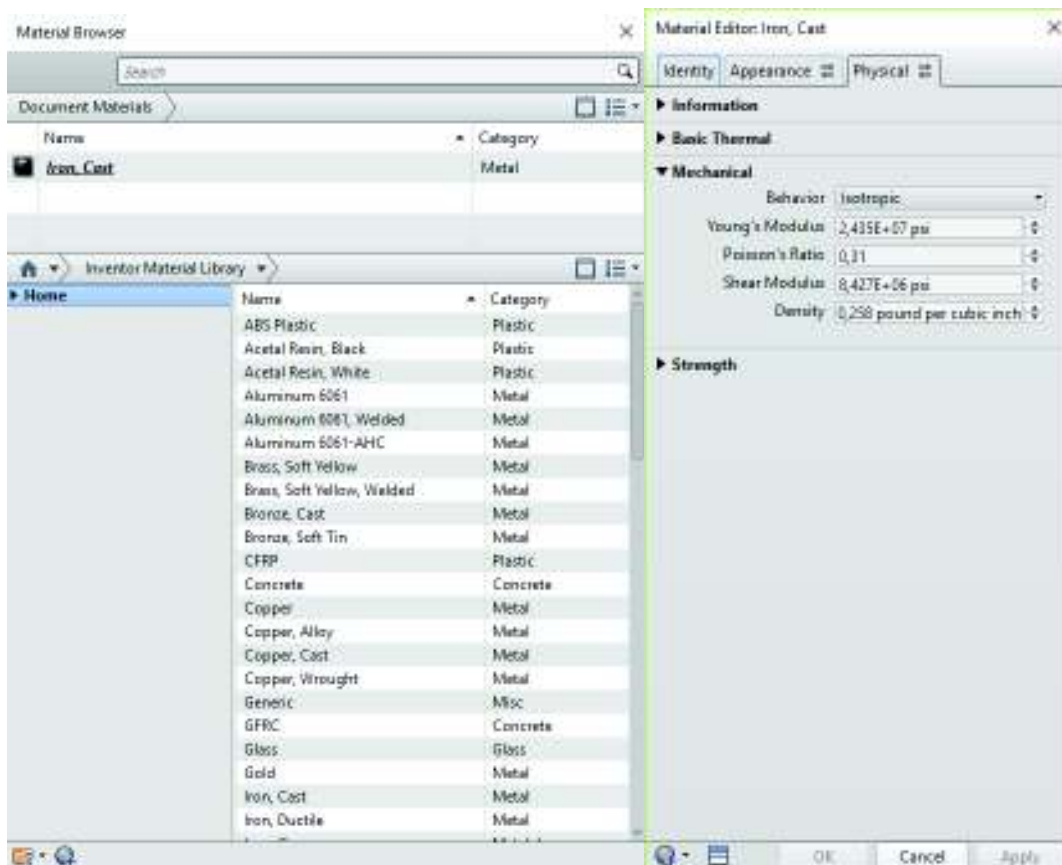 Material Browser
Search
Document Materials
Name Category
Iron, Cast Metal
Inventor Material Library
Home
Name Category
ABS Plastic Plastic
Acetal Resin, Black Plastic
Acetal Resin, White Plastic
Aluminum 6061 Metal
Aluminum 6061, Welded Metal
Aluminum 6061-AHC Metal
Brass, Soft Yellow Metal
Brass, Soft Yellow, Welded Metal
Bronze, Cast Metal
Bronze, Soft Tin Metal
CFRP Plastic
Concrete Concrete
Copper Metal
Copper, Alloy Metal
Copper, Cast Metal
Copper, Wrought Metal
Generic Misc
GFRC Concrete
Glass Glass
Gold Metal
Iron, Cast Metal
Iron, Ductile Metal
Material Editor: Iron, Cast
Identity Appearance Physical
Information
Basic Thermal
Mechanical
Behavior Isotropic
Young's Modulus 2,435E+07 psi
Poisson's Ratio 0,31
Shear Modulus 8,427E+06 psi
Density 0,258 pound per cubic inch
Strength
OK Cancel Apply